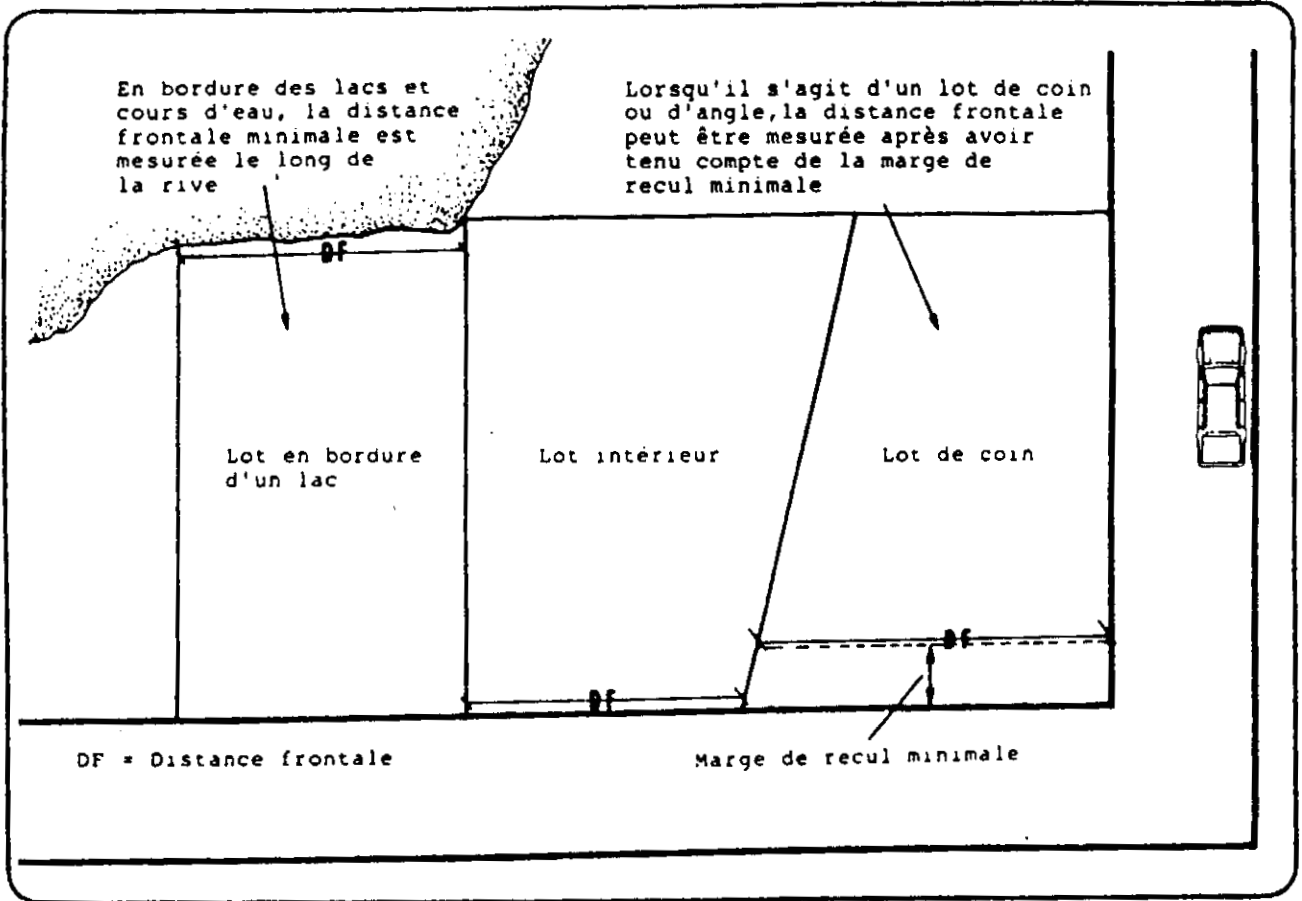 En bordure des lacs et
cours d'eau, la distance
frontale minimale est
mesurée le long de
la rive
Lorsqu'il s'agit d'un lot de coin
ou d'angle,la distance frontale
peut être mesurée après avoir
tenu compte de la marge de
recul minimale
DF
Lot en bordure
d'un lac
Lot intérieur
Lot de coin
DF
DF
DF = Distance frontale
Marge de recul minimale